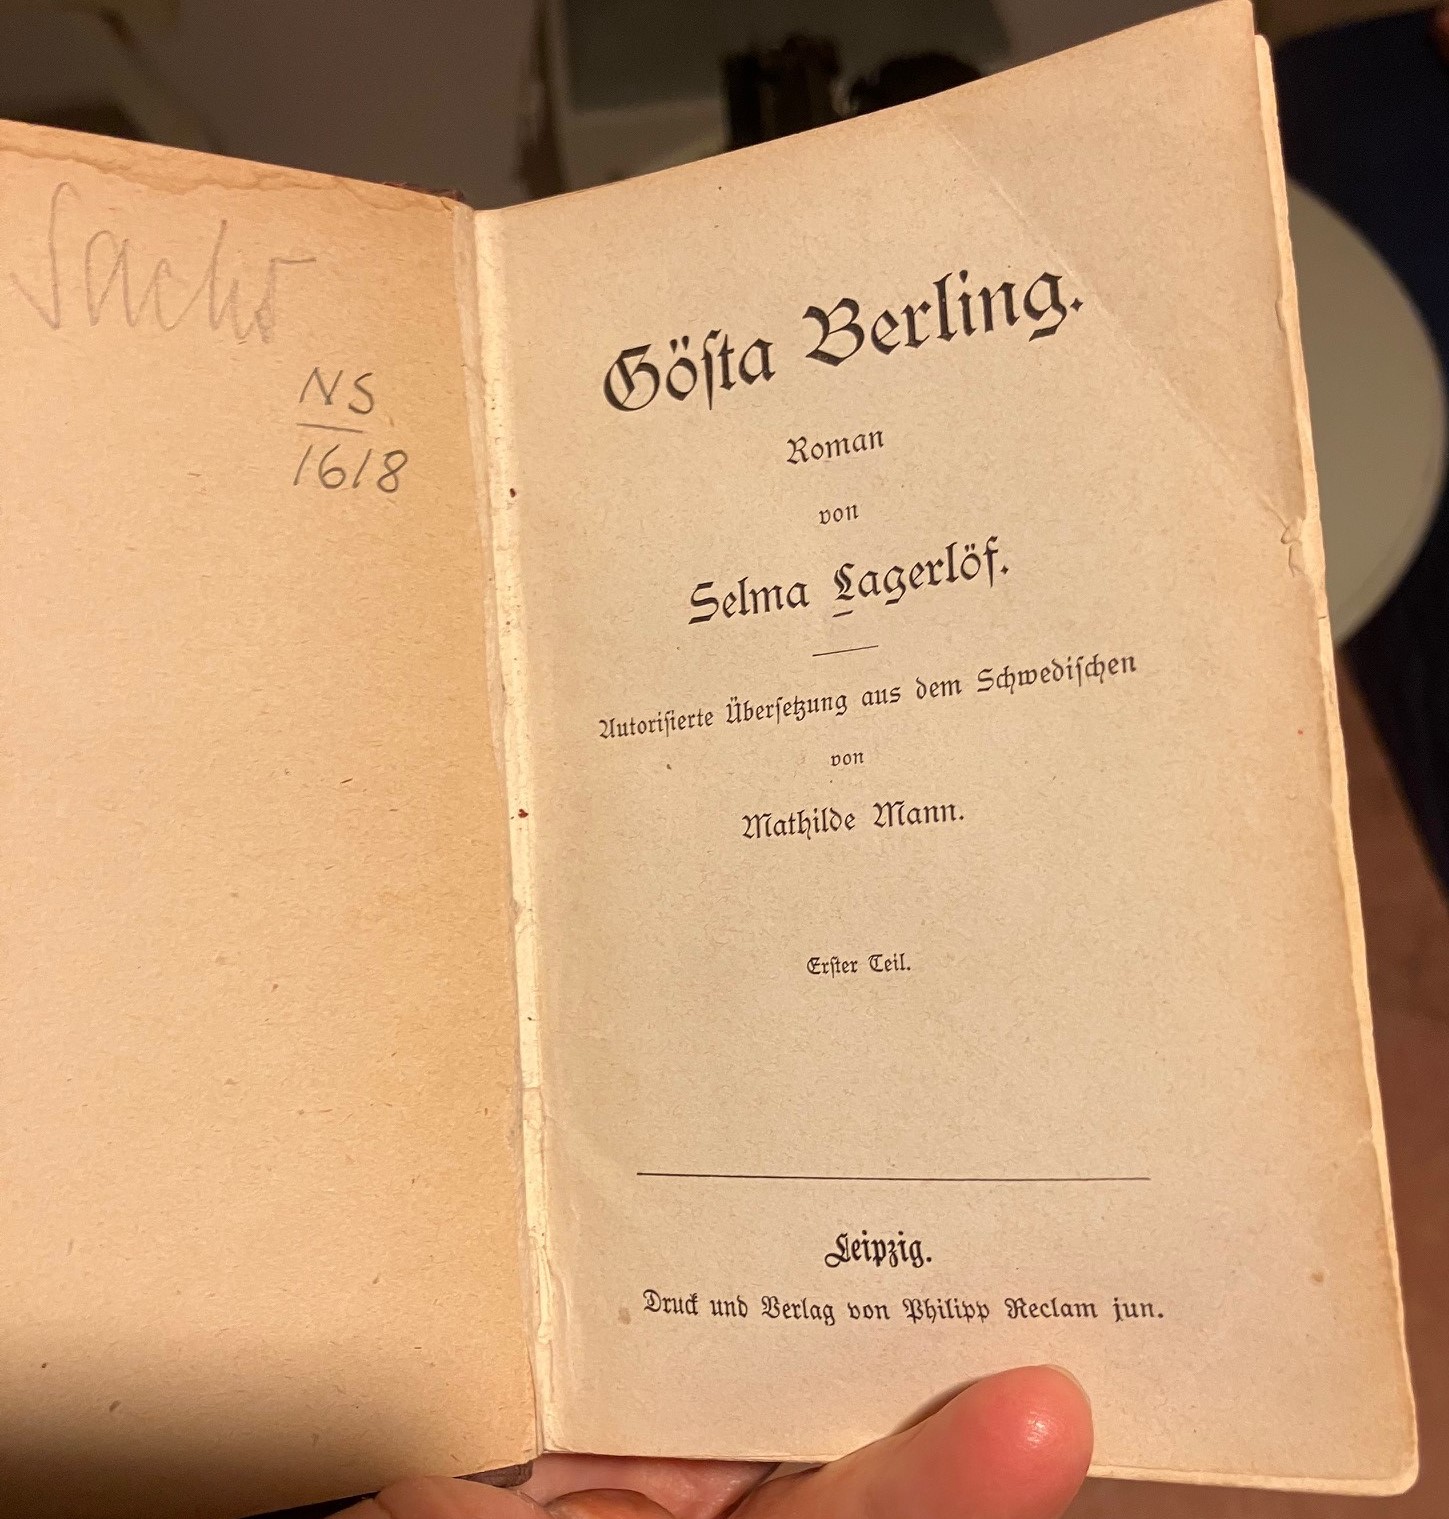 Sachs
NS
1618
Gösta Berling.
Roman
von
Selma Lagerlöf.
Autorisierte Übersetzung aus dem Schwedischen
von
Mathilde Mann.
Erster Teil.
Leipzig.
Druck und Verlag von Philipp Reclam jun.